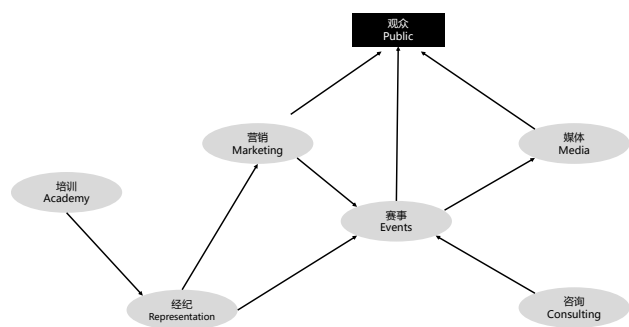 观众
Public
营销
Marketing
媒体
Media
培训
Academy
赛事
Events
经纪
Representation
咨询
Consulting